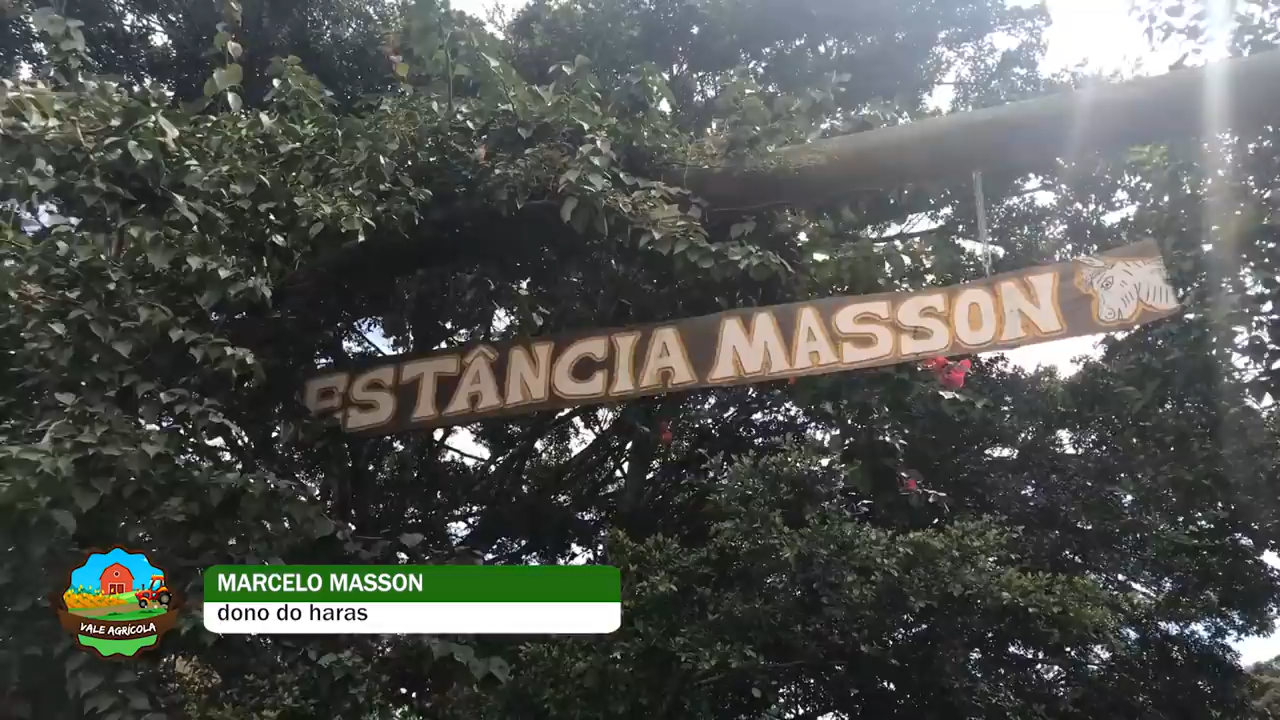 ESTÂNCIA MASSON
MARCELO MASSON
dono do haras
VALE AGRÍCOLA